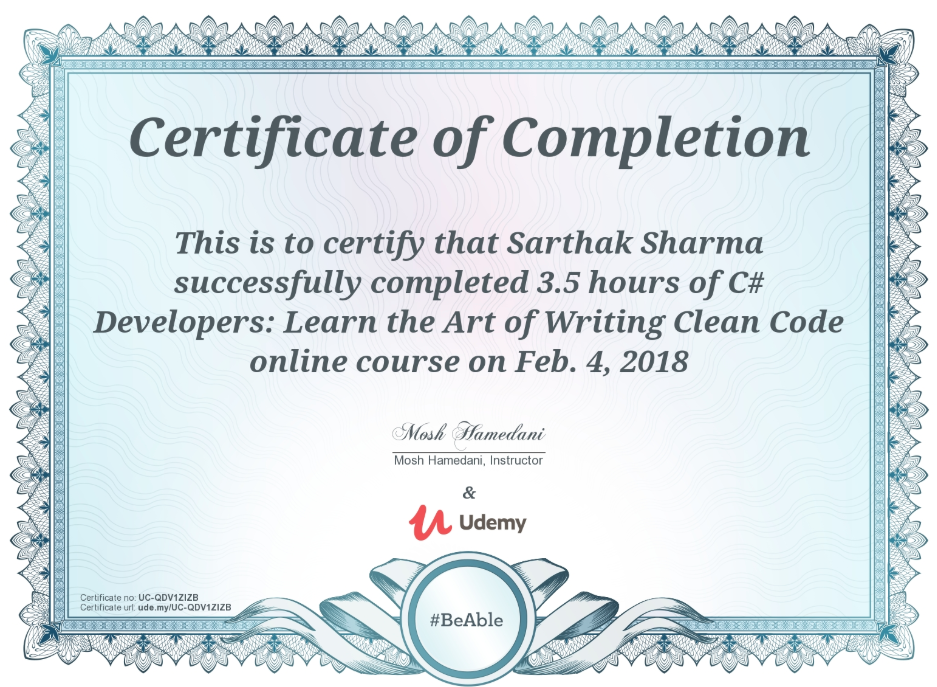 Certificate of Completion
This is to certify that Sarthak Sharma
successfully completed 3.5 hours of C#
Developers: Learn the Art of Writing Clean Code
online course on Feb. 4, 2018
Mosh Hamedani
Mosh Hamedani, Instructor
&
Udemy
Certificate no: UC-QDV1ZIZB
Certificate url: ude.my/UC-QDV1ZIZB
#BeAble